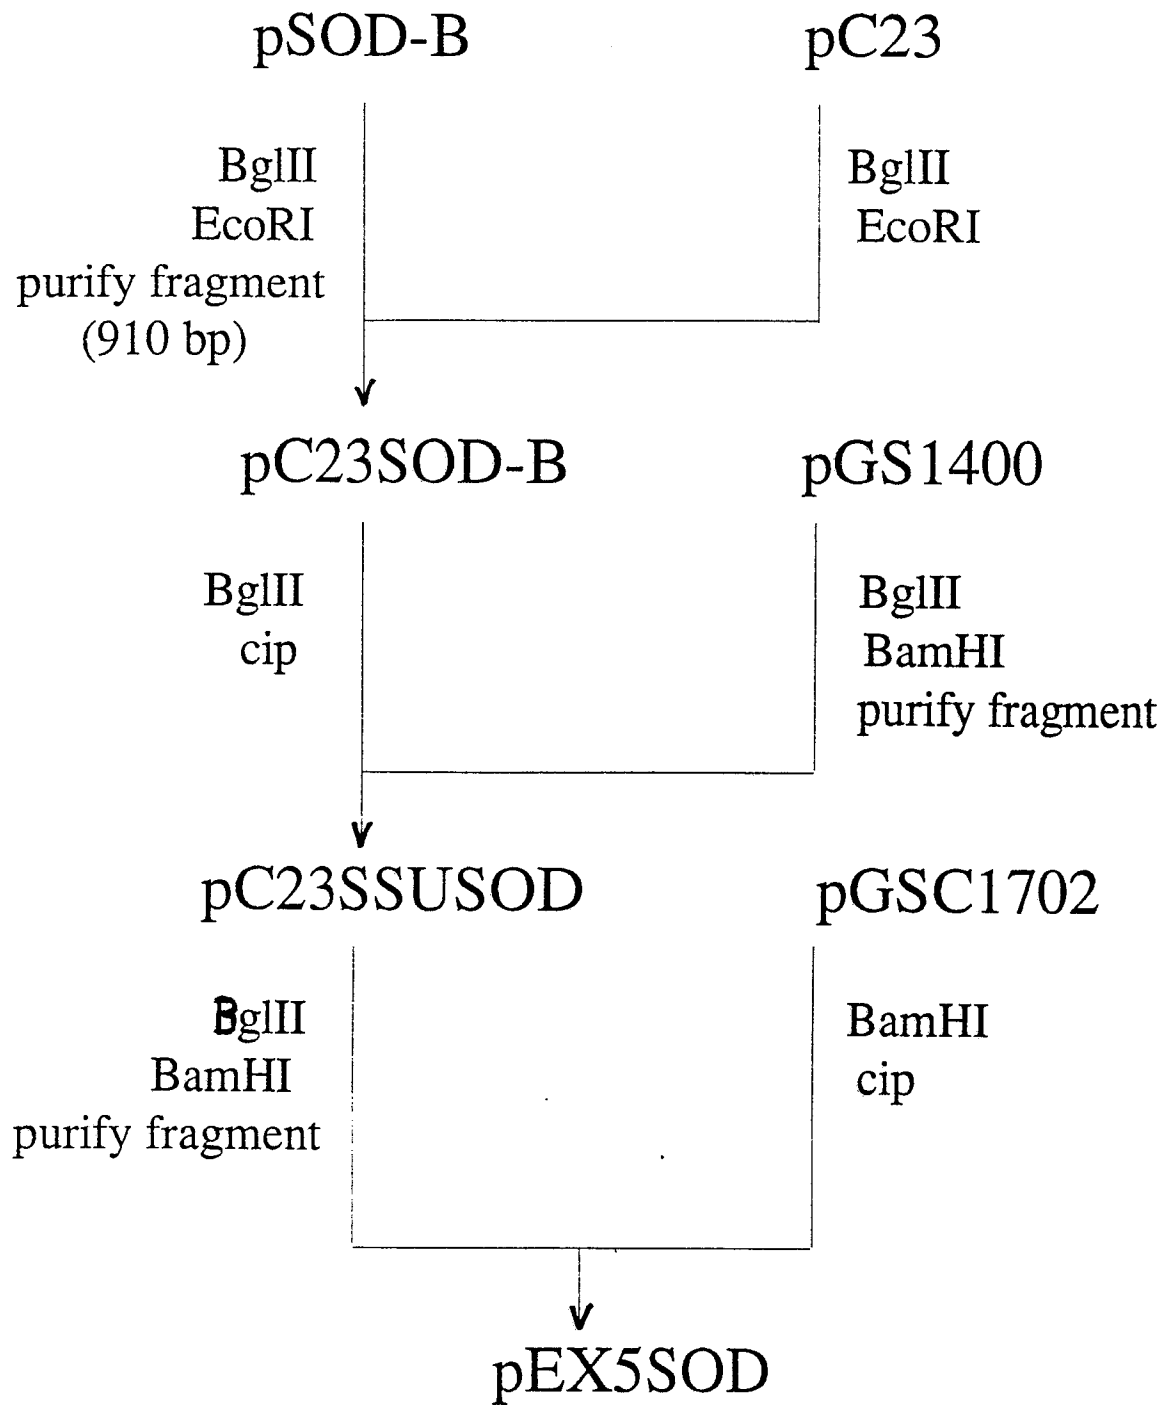 pSOD-B
pC23
BglII
EcoRI
purify fragment
(910 bp)
BglII
EcoRI
pC23SOD-B
pGS1400
BglII
cip
BglII
BamHI
purify fragment
pC23SSUSOD
pGSC1702
BglII
BamHI
purify fragment
BamHI
cip
pEX5SOD